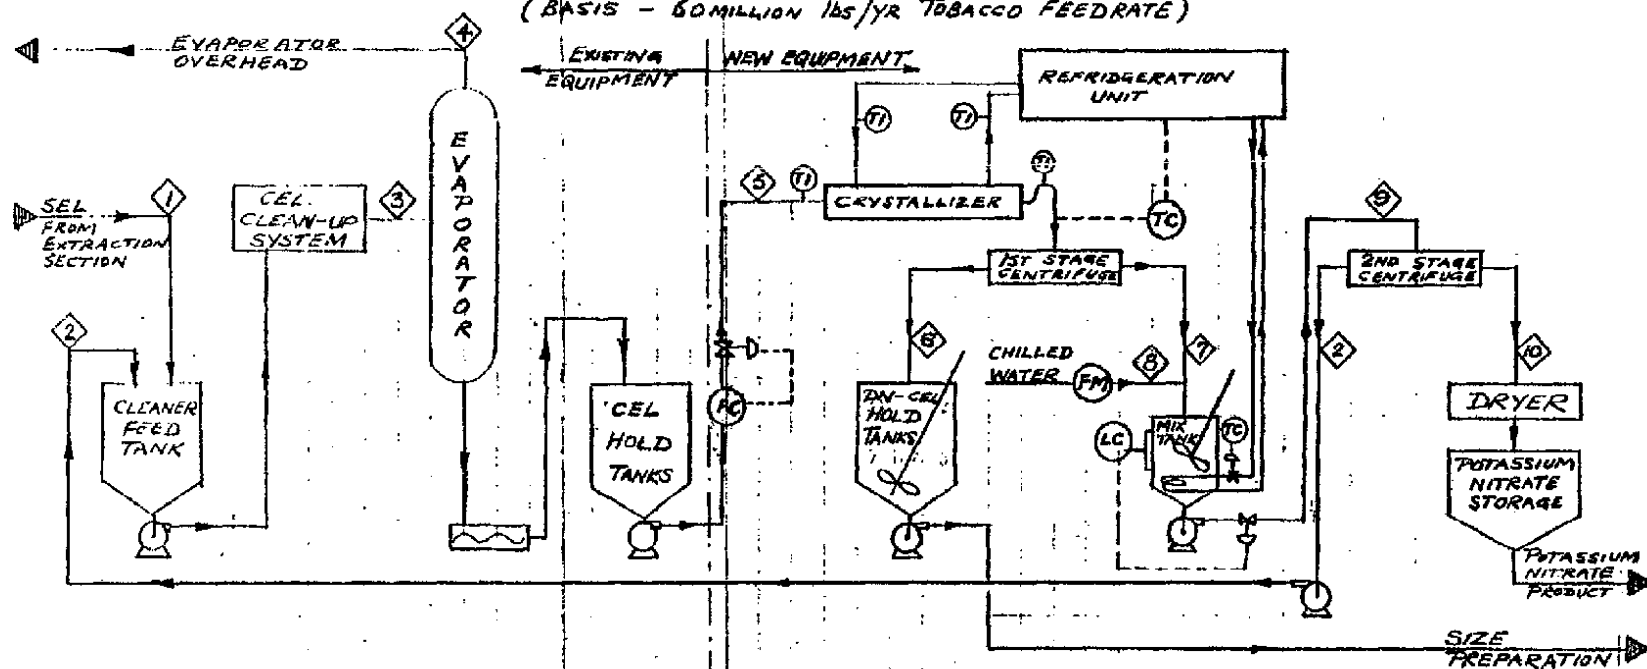 (BASIS - 60 MILLION lbs/YR TOBACCO FEEDRATE)
4
EVAPORATOR
OVERHEAD
EXISTING
EQUIPMENT
NEW EQUIPMENT
REFRIDGERATION
UNIT
TI
TI
EVAPORATOR
SEL
FROM
EXTRACTION
SECTION
1
CEL
CLEAN-UP
SYSTEM
3
5
TI
CRYSTALLIZER
TI
TC
9
1ST STAGE
CENTRIFUGE
2ND STAGE
CENTRIFUGE
2
CLEANER
FEED
TANK
CEL
HOLD
TANKS
FC
6
CHILLED
WATER
FM
8
7
2
10
DN-CEL
HOLD
TANKS
LC
MIX
TANK
TC
DRYER
POTASSIUM
NITRATE
STORAGE
POTASSIUM
NITRATE
PRODUCT
SIZE
PREPARATION